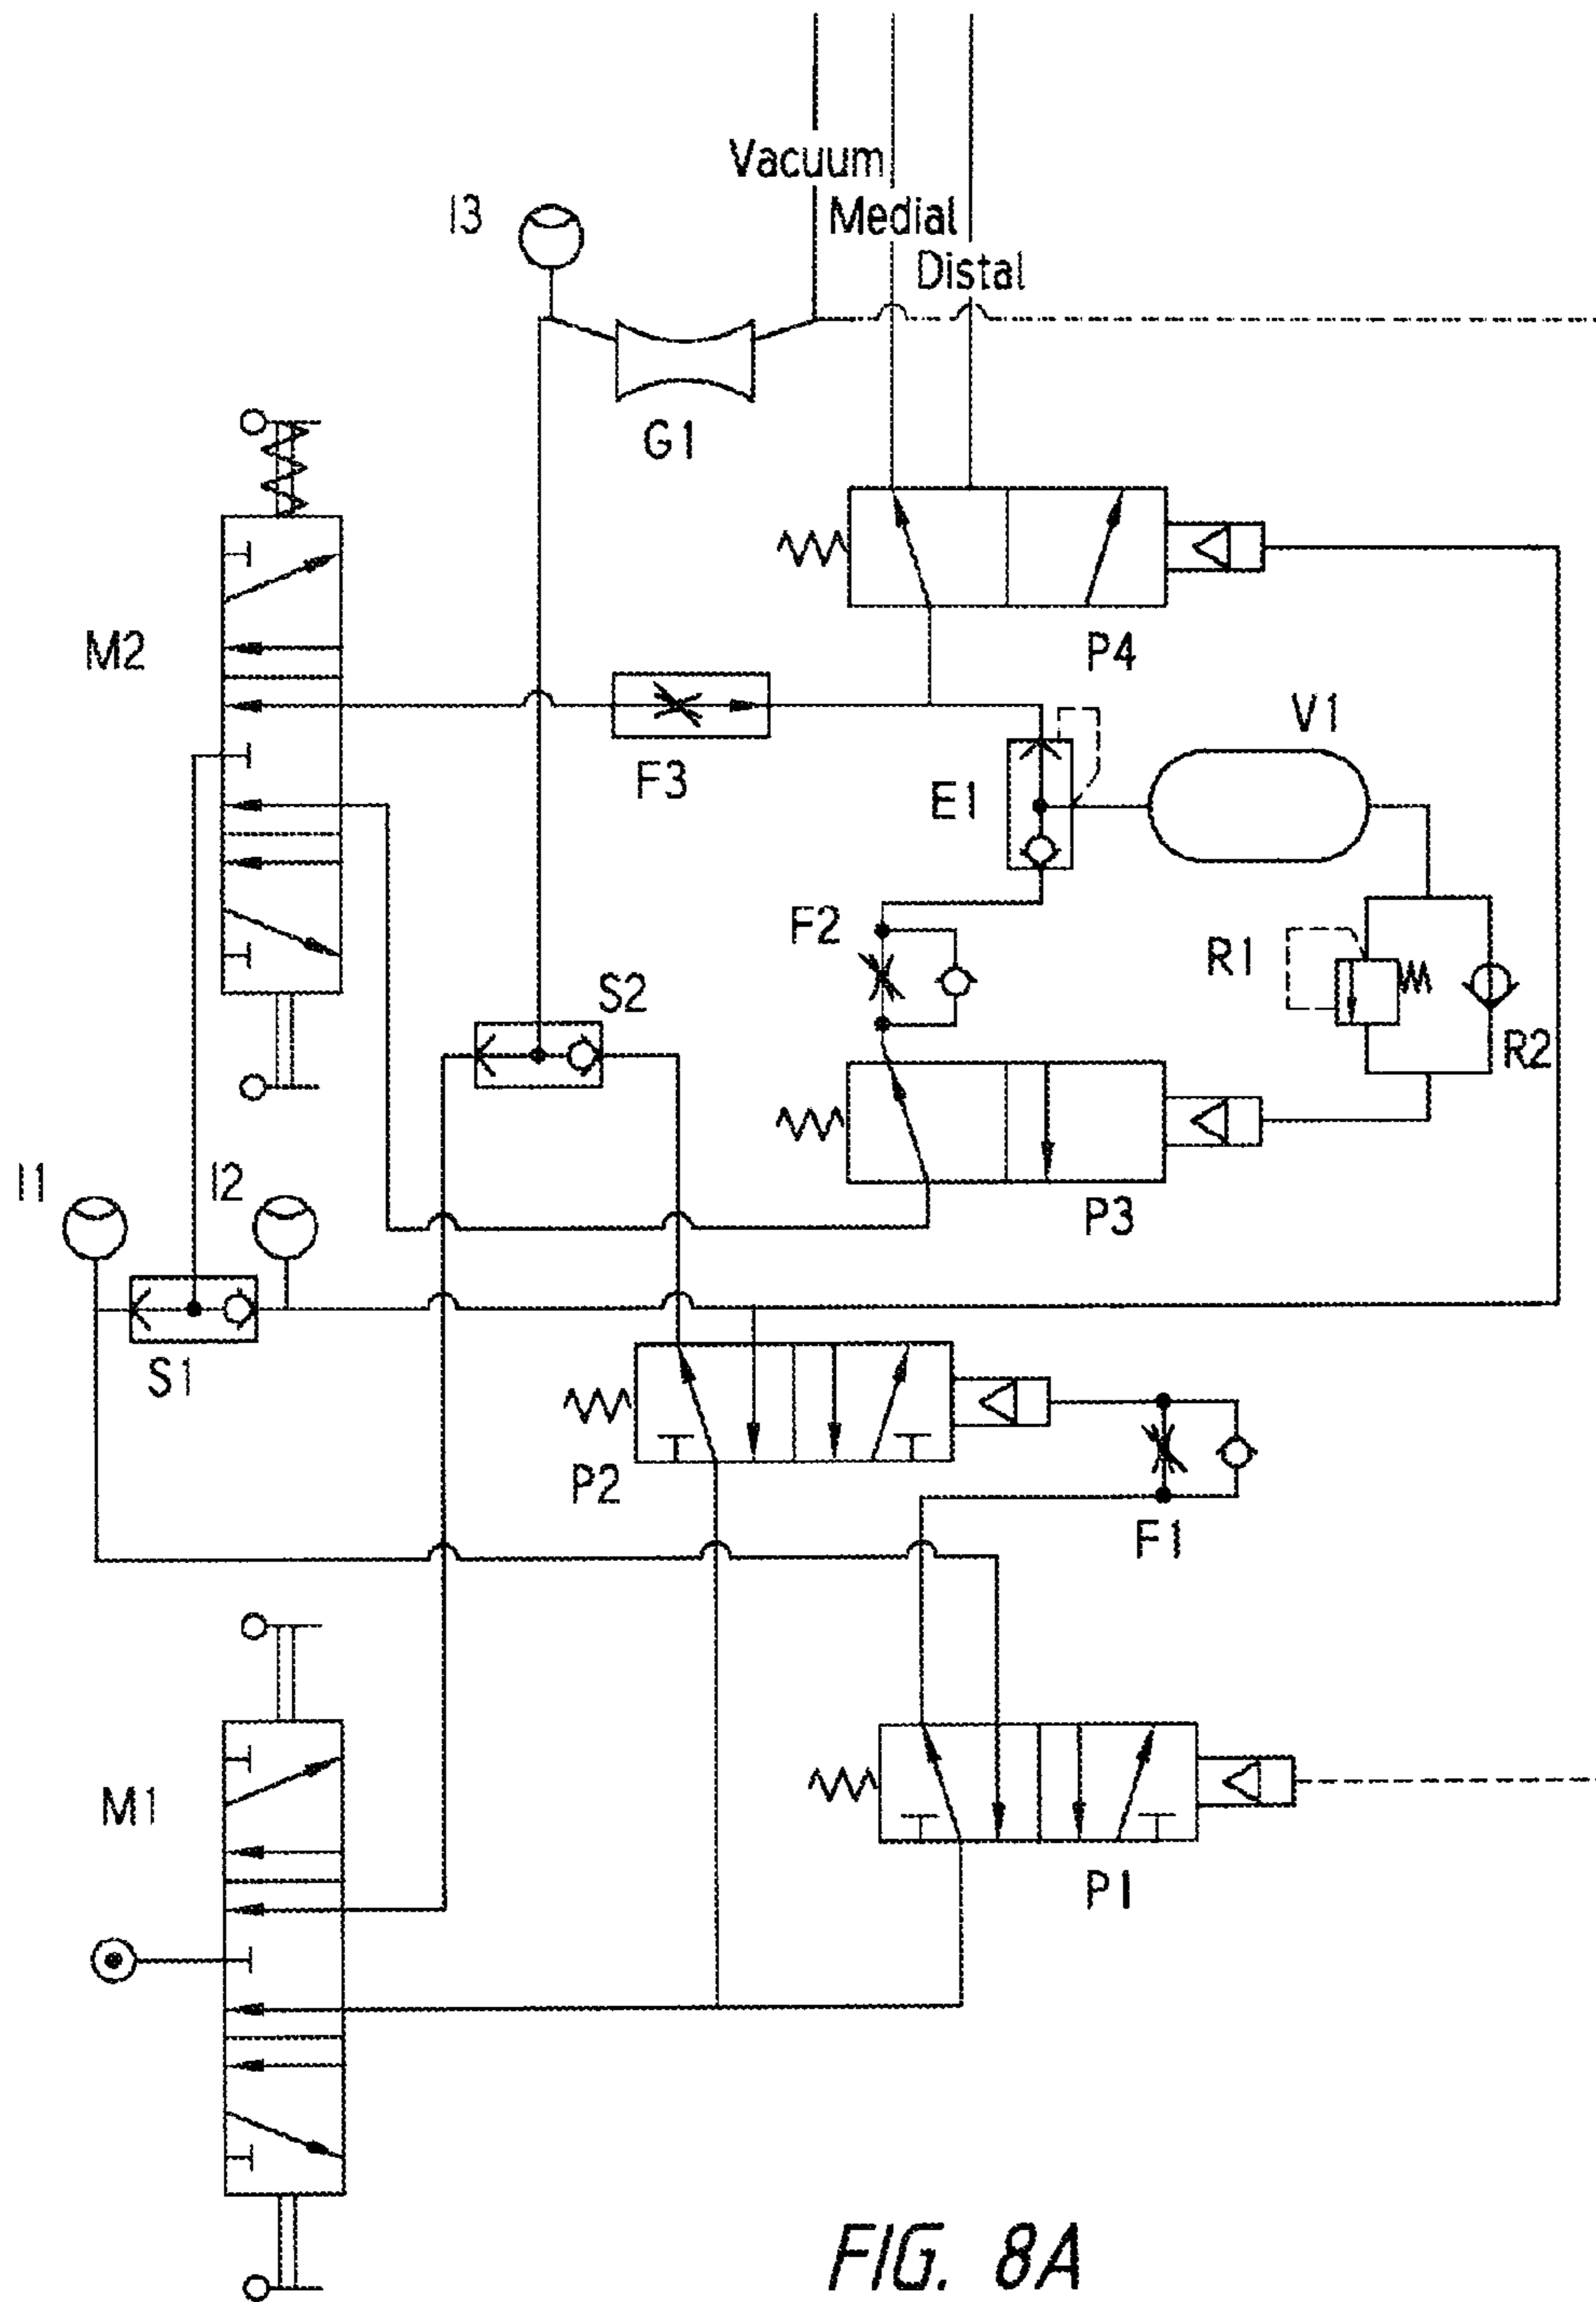 Vacuum
I3
Medial
Distal
G1
M2
P4
V1
F3
E1
F2
R1
S2
R2
I1
I2
P3
S1
P2
F1
M1
P1
FIG. 8A